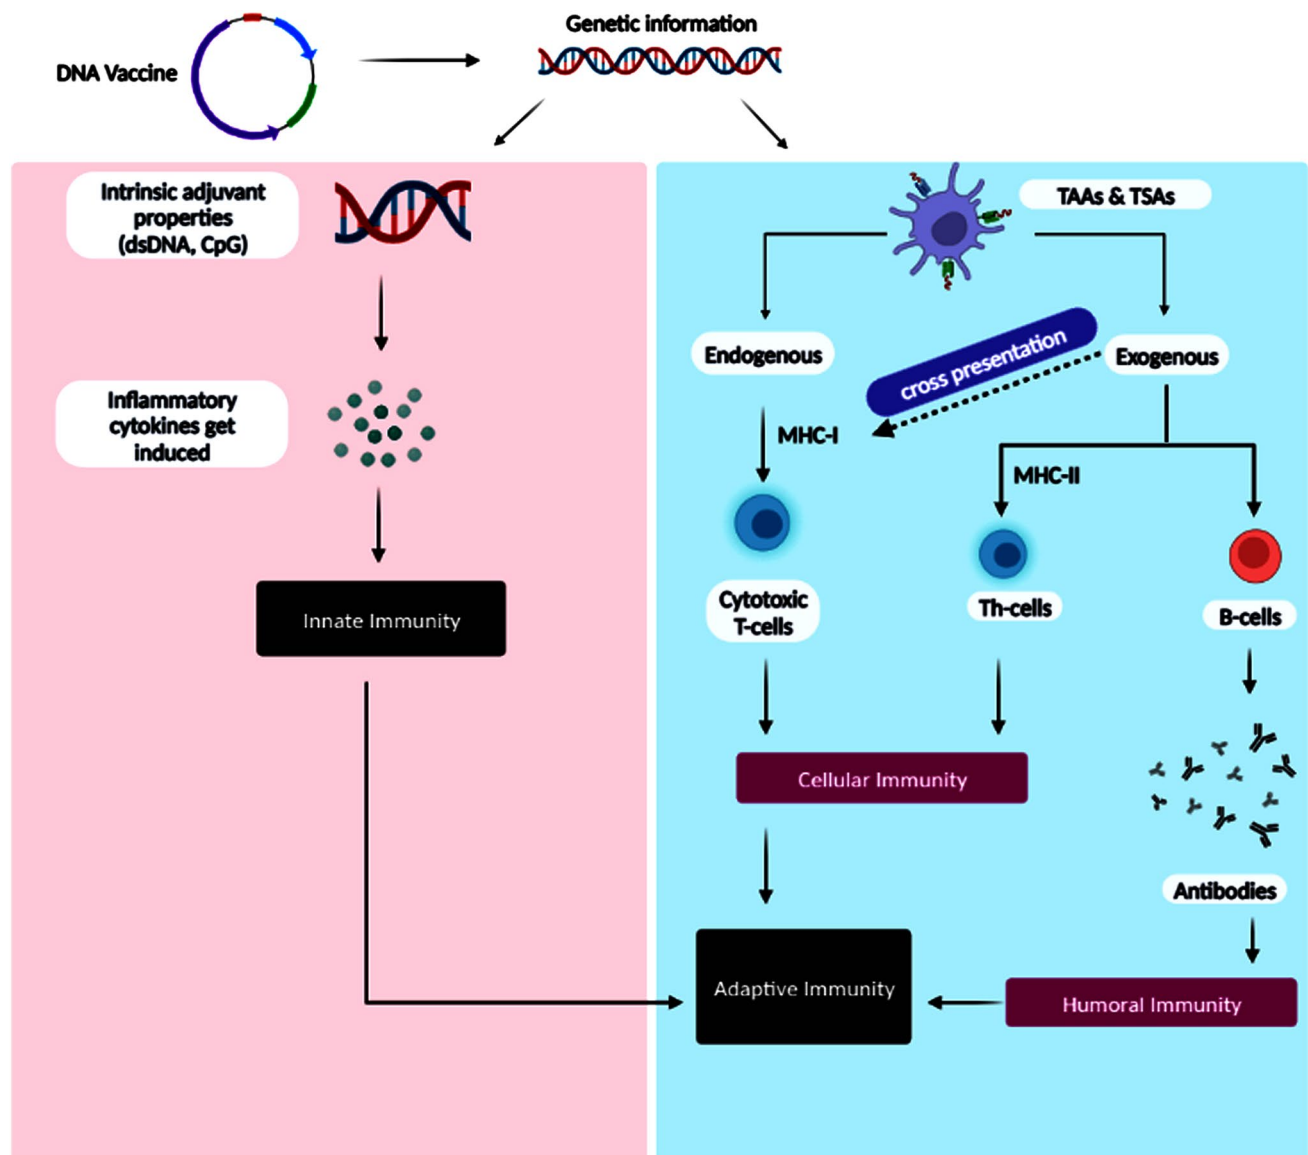 Genetic information
DNA Vaccine
Intrinsic adjuvant
properties
(dsDNA, CpG)
Inflammatory
cytokines get
induced
Innate Immunity
TAAs & TSAs
Endogenous
cross presentation
Exogenous
MHC-I
MHC-II
Cytotoxic
T-cells
Th-cells
B-cells
Cellular Immunity
Antibodies
Adaptive Immunity
Humoral Immunity